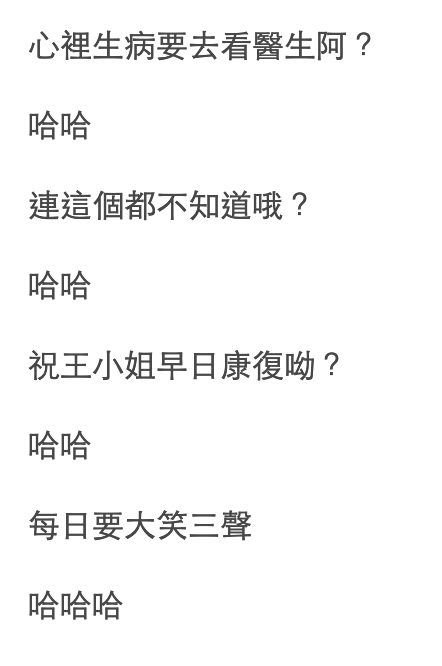 心裡生病要去看醫生阿？
哈哈
連這個都不知道哦？
哈哈
祝王小姐早日康復呦？
哈哈
每日要大笑三聲
哈哈哈